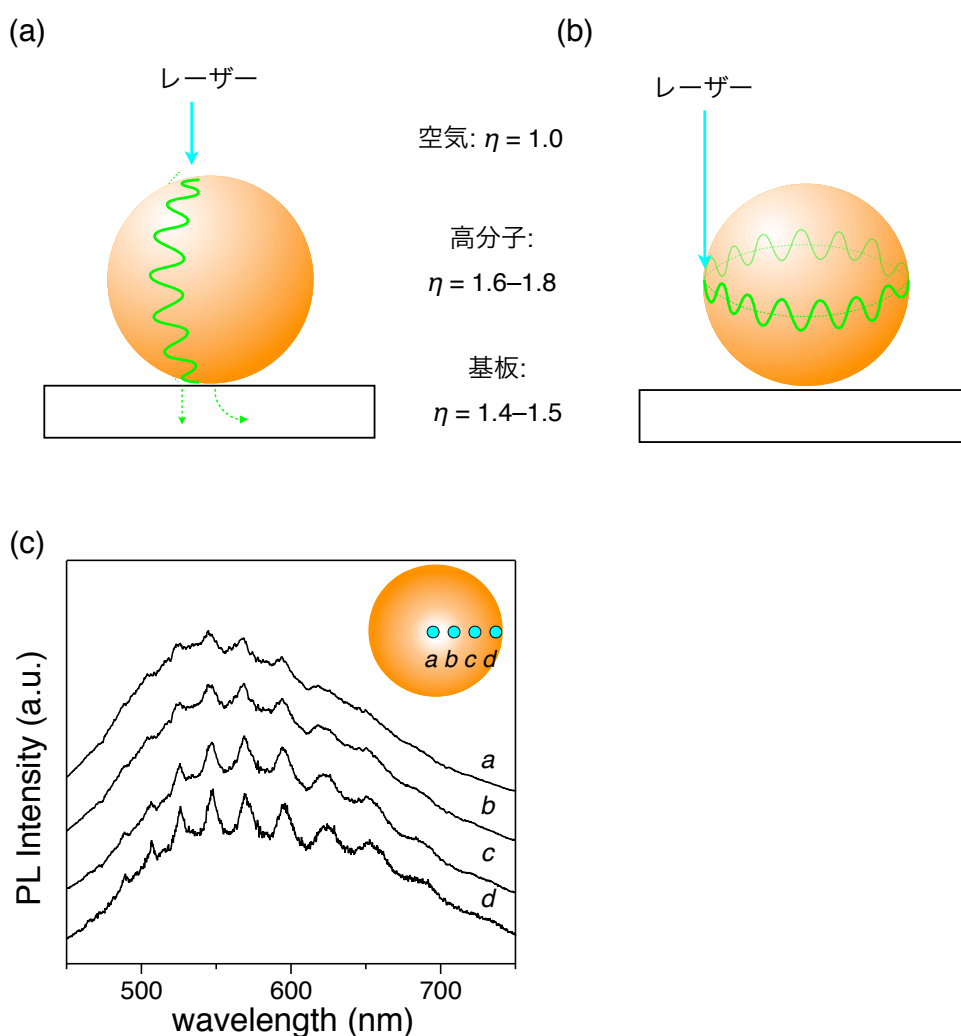 (a)
レーザー
(b)
レーザー
空気: η = 1.0
高分子:
η = 1.6–1.8
基板:
η = 1.4–1.5
(c)
PL Intensity (a.u.)
a b c d
a
b
c
d
500
600
700
wavelength (nm)